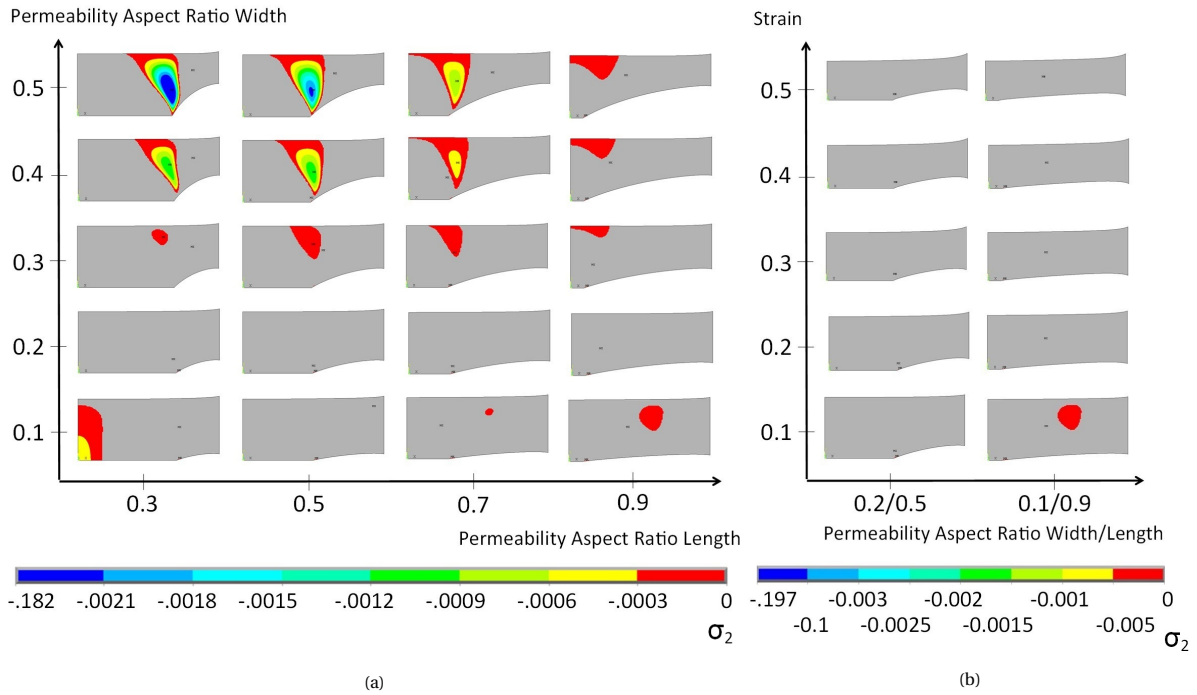 Permeability Aspect Ratio Width
0.5
0.4
0.3
0.2
0.1
0.3 0.5 0.7 0.9
Permeability Aspect Ratio Length
-.182 -.0021 -.0018 -.0015 -.0012 -.0009 -.0006 -.0003 0
σ2
(a)
Strain
0.5
0.4
0.3
0.2
0.1
0.2/0.5 0.1/0.9
Permeability Aspect Ratio Width/Length
-.197 -0.003 -0.002 -0.001 0
-0.1 -0.0025 -0.0015 -0.005
σ2
(b)